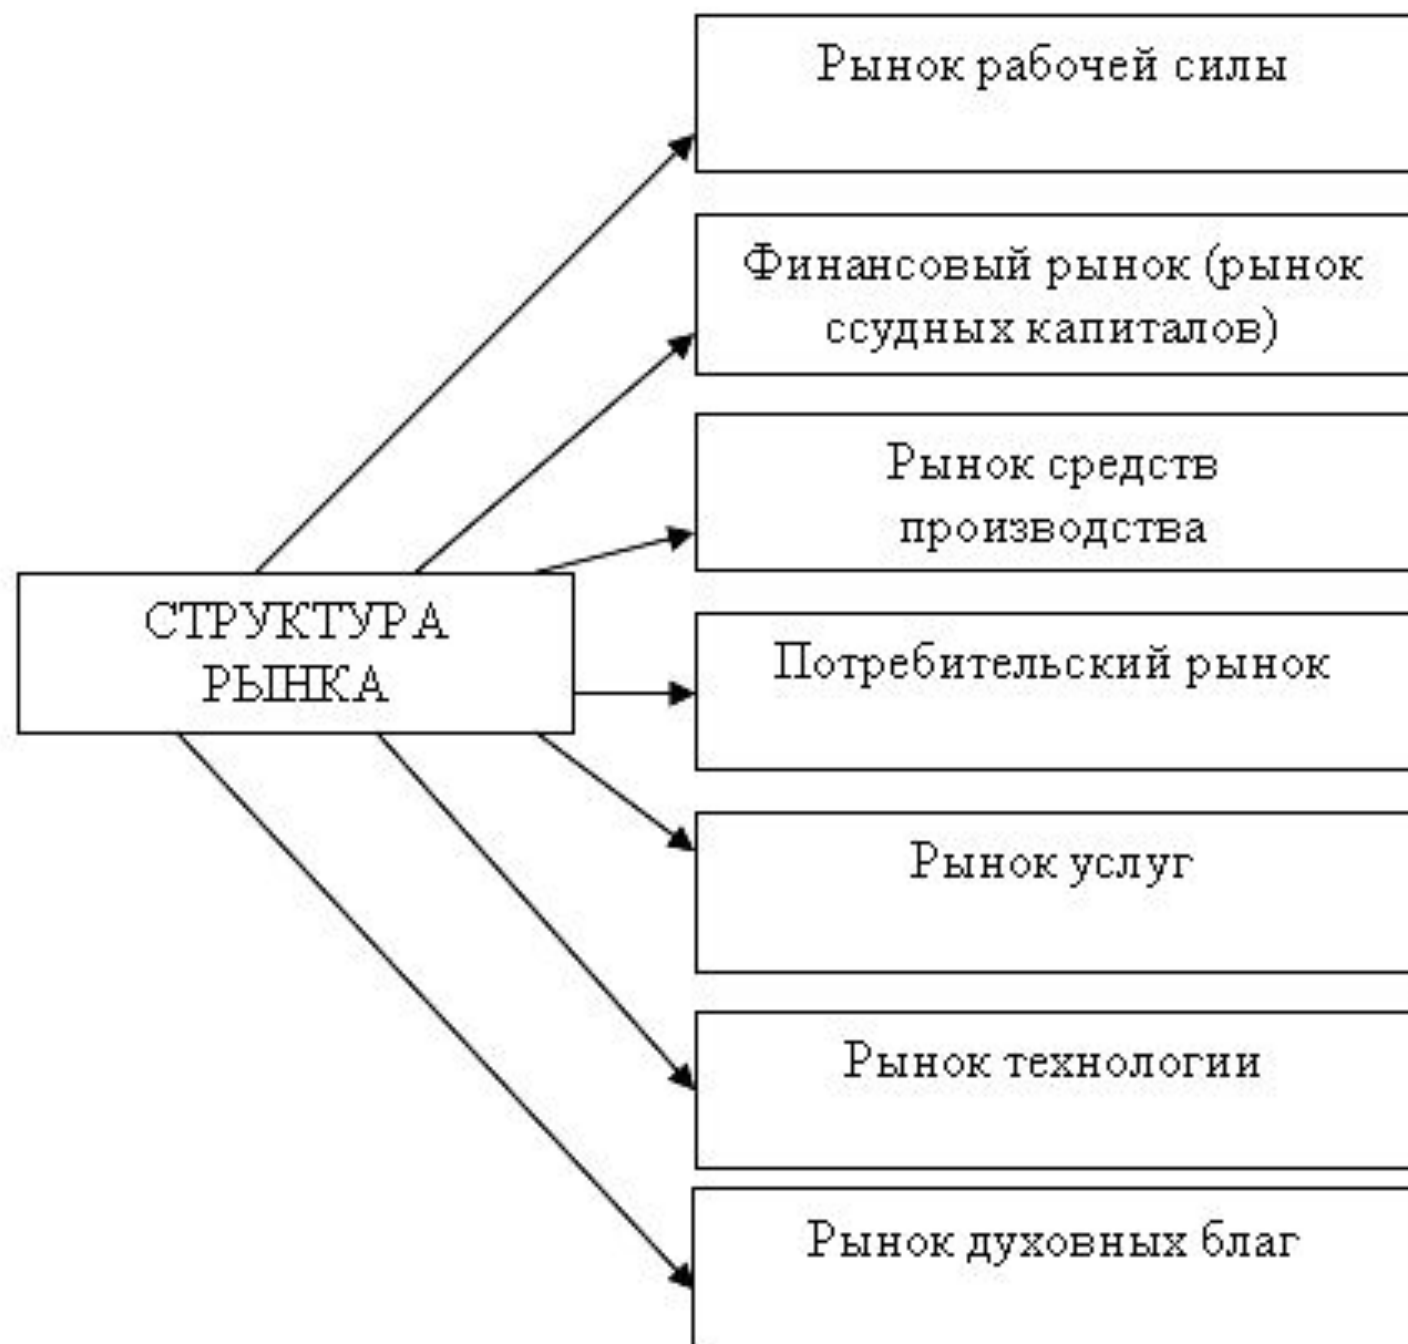 Рынок рабочей силы
Финансовый рынок (рынок
ссудных капиталов)
Рынок средств
производства
СТРУКТУРА
РЫНКА
Потребительский рынок
Рынок услуг
Рынок технологии
Рынок духовных благ